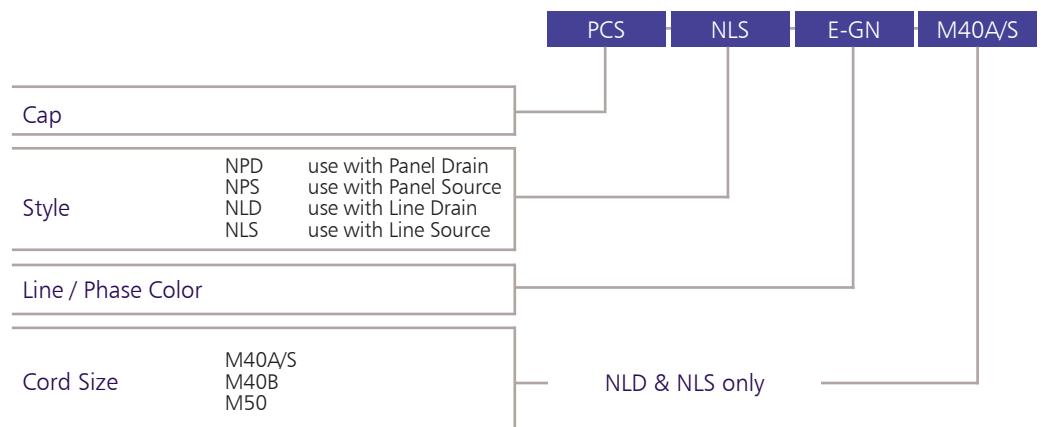 PCS NLS E-GN M40A/S
Cap
Style
NPD use with Panel Drain
NPS use with Panel Source
NLD use with Line Drain
NLS use with Line Source
Line / Phase Color
Cord Size
M40A/S
M40B
M50
NLD & NLS only